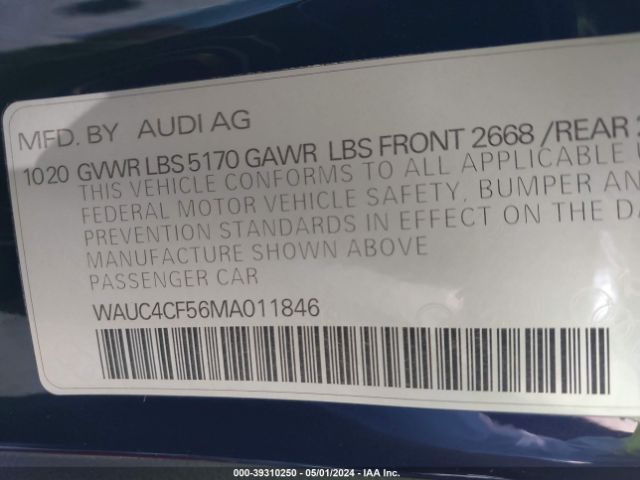 MFD. BY AUDI AG
1020 GVWR LBS 5170 GAWR LBS FRONT 2668 /REAR
THIS VEHICLE CONFORMS TO ALL APPLICABLE
FEDERAL MOTOR VEHICLE SAFETY, BUMPER AN
PREVENTION STANDARDS IN EFFECT ON THE DA
MANUFACTURE SHOWN ABOVE
PASSENGER CAR
WAUC4CF56MA011846
000-39310250 - 05/01/2024 - IAA Inc.